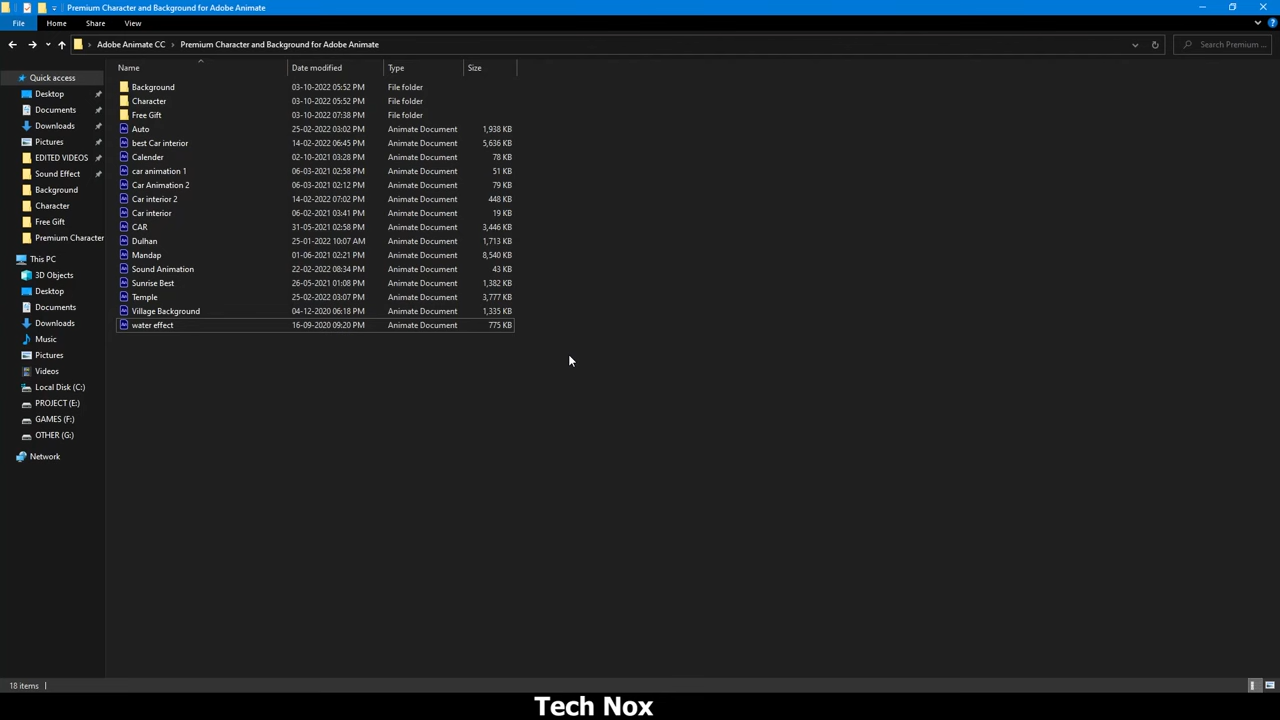 Premium Character and Background for Adobe Animate
File Home Share View
Adobe Animate CC > Premium Character and Background for Adobe Animate
Search Premium ...
Name Date modified Type Size
Quick access
Desktop
Documents
Downloads
Pictures
EDITED VIDEOS
Sound Effect
Background
Character
Free Gift
Premium Character
This PC
3D Objects
Desktop
Documents
Downloads
Music
Pictures
Videos
Local Disk (C:)
PROJECT (E:)
GAMES (F:)
OTHER (G:)
Network
Background 03-10-2022 05:52 PM File folder
Character 03-10-2022 05:52 PM File folder
Free Gift 03-10-2022 07:38 PM File folder
Auto 25-02-2022 03:02 PM Animate Document 1,938 KB
best Car interior 14-02-2022 06:45 PM Animate Document 5,636 KB
Calender 02-10-2021 03:28 PM Animate Document 78 KB
car animation 1 06-03-2021 02:58 PM Animate Document 51 KB
Car Animation 2 06-03-2021 02:12 PM Animate Document 79 KB
Car interior 2 14-02-2022 07:02 PM Animate Document 448 KB
Car interior 06-02-2021 03:41 PM Animate Document 19 KB
CAR 31-05-2021 02:58 PM Animate Document 3,446 KB
Dulhan 25-01-2022 10:07 AM Animate Document 1,713 KB
Mandap 01-06-2021 02:21 PM Animate Document 8,540 KB
Sound Animation 22-02-2022 08:34 PM Animate Document 43 KB
Sunrise Best 26-05-2021 01:08 PM Animate Document 1,382 KB
Temple 25-02-2022 03:07 PM Animate Document 3,777 KB
Village Background 04-12-2020 06:18 PM Animate Document 1,335 KB
water effect 16-09-2020 09:20 PM Animate Document 775 KB
18 items
Tech Nox